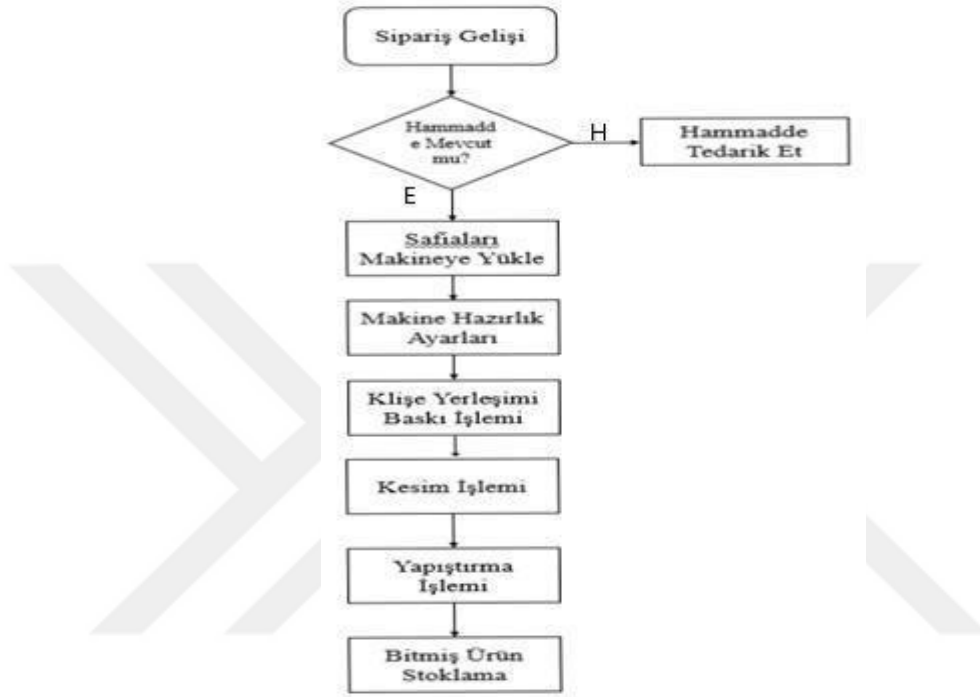 Sipariş Gelişi
Hammadd
e Mevcut
mu?
H
Hammadde
Tedarik Et
E
Safiaları
Makineye Yükle
Makine Hazırlık
Ayarları
Klişe Yerleşimi
Baskı İşlemi
Kesim İşlemi
Yapıştırma
İşlemi
Bitmiş Ürün
Stoklama